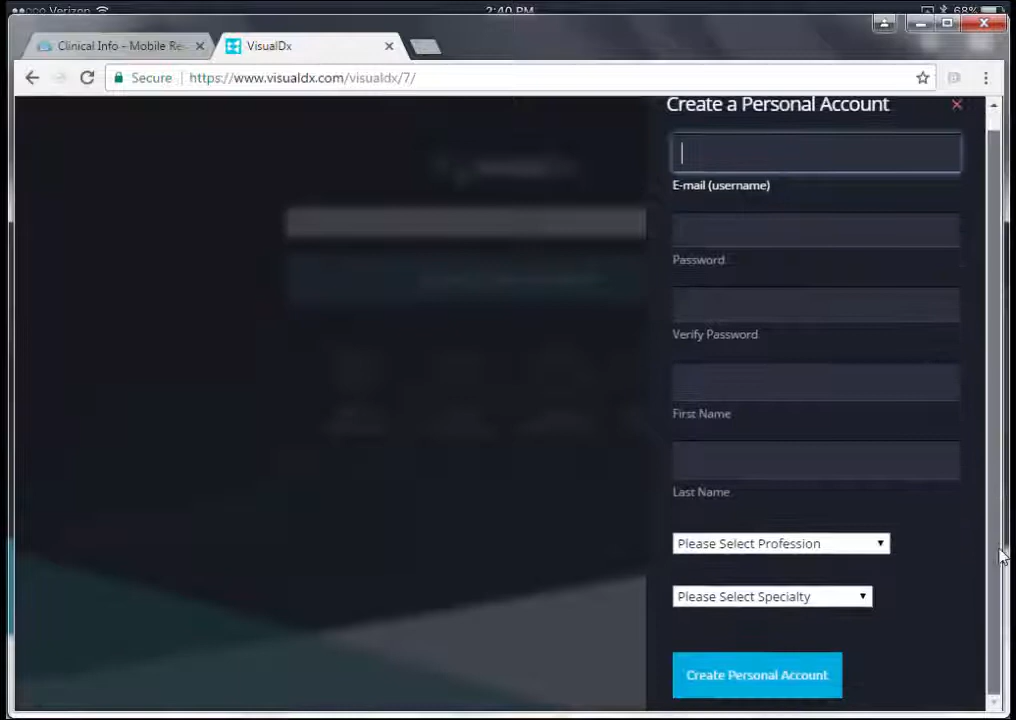 Verizon 2:40 PM 68%
Clinical Info - Mobile Re
VisualDx
Secure https://www.visualdx.com/visualdx/7/
Create a Personal Account
E-mail (username)
Password
Verify Password
First Name
Last Name
Please Select Profession
Please Select Specialty
Create Personal Account